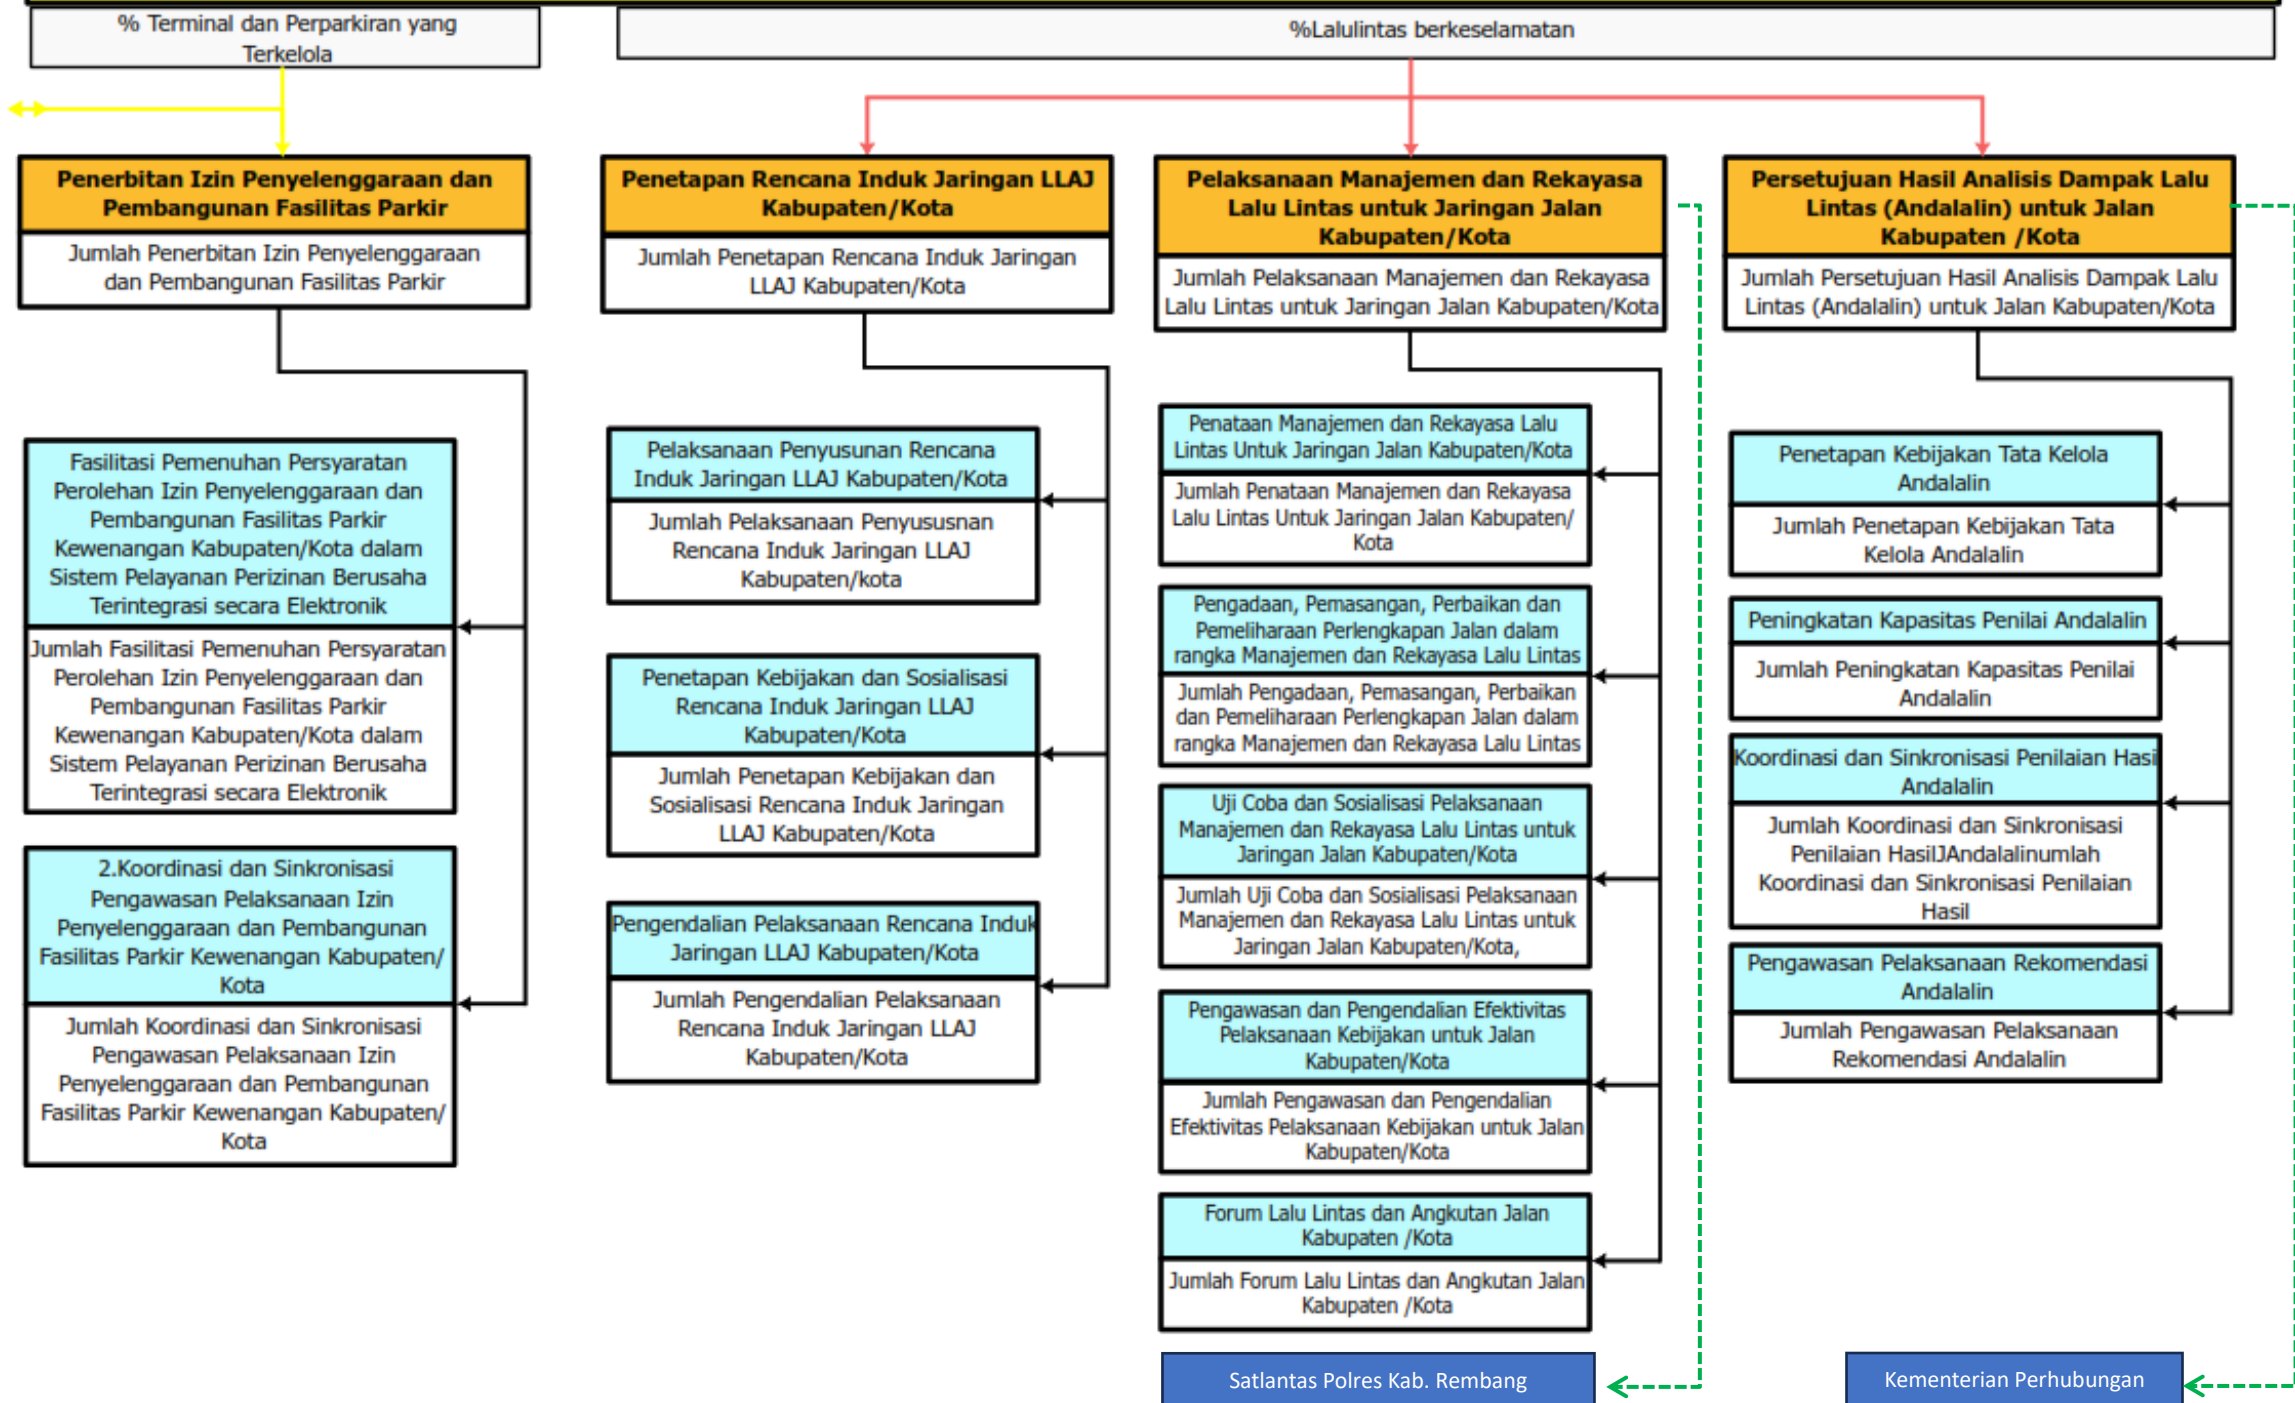 % Terminal dan Perparkiran yang
Terkelola
%Lalulintas berkeselamatan
Penerbitan Izin Penyelenggaraan dan
Pembangunan Fasilitas Parkir
Jumlah Penerbitan Izin Penyelenggaraan
dan Pembangunan Fasilitas Parkir
Fasilitasi Pemenuhan Persyaratan
Perolehan Izin Penyelenggaraan dan
Pembangunan Fasilitas Parkir
Kewenangan Kabupaten/Kota dalam
Sistem Pelayanan Perizinan Berusaha
Terintegrasi secara Elektronik
Jumlah Fasilitasi Pemenuhan Persyaratan
Perolehan Izin Penyelenggaraan dan
Pembangunan Fasilitas Parkir
Kewenangan Kabupaten/Kota dalam
Sistem Pelayanan Perizinan Berusaha
Terintegrasi secara Elektronik
2.Koordinasi dan Sinkronisasi
Pengawasan Pelaksanaan Izin
Penyelenggaraan dan Pembangunan
Fasilitas Parkir Kewenangan Kabupaten/
Kota
Jumlah Koordinasi dan Sinkronisasi
Pengawasan Pelaksanaan Izin
Penyelenggaraan dan Pembangunan
Fasilitas Parkir Kewenangan Kabupaten/
Kota
Penetapan Rencana Induk Jaringan LLAJ
Kabupaten/Kota
Jumlah Penetapan Rencana Induk Jaringan
LLAJ Kabupaten/Kota
Pelaksanaan Penyusunan Rencana
Induk Jaringan LLAJ Kabupaten/Kota
Jumlah Pelaksanaan Penyususnan
Rencana Induk Jaringan LLAJ
Kabupaten/kota
Penetapan Kebijakan dan Sosialisasi
Rencana Induk Jaringan LLAJ
Kabupaten/Kota
Jumlah Penetapan Kebijakan dan
Sosialisasi Rencana Induk Jaringan
LLAJ Kabupaten/Kota
Pengendalian Pelaksanaan Rencana Induk
Jaringan LLAJ Kabupaten/Kota
Jumlah Pengendalian Pelaksanaan
Rencana Induk Jaringan LLAJ
Kabupaten/Kota
Pelaksanaan Manajemen dan Rekayasa
Lalu Lintas untuk Jaringan Jalan
Kabupaten/Kota
Jumlah Pelaksanaan Manajemen dan Rekayasa
Lalu Lintas untuk Jaringan Jalan Kabupaten/Kota
Penataan Manajemen dan Rekayasa Lalu
Lintas Untuk Jaringan Jalan Kabupaten/Kota
Jumlah Penataan Manajemen dan Rekayasa
Lalu Lintas Untuk Jaringan Jalan Kabupaten/
Kota
Pengadaan, Pemasangan, Perbaikan dan
Pemeliharaan Perlengkapan Jalan dalam
rangka Manajemen dan Rekayasa Lalu Lintas
Jumlah Pengadaan, Pemasangan, Perbaikan
dan Pemeliharaan Perlengkapan Jalan dalam
rangka Manajemen dan Rekayasa Lalu Lintas
Uji Coba dan Sosialisasi Pelaksanaan
Manajemen dan Rekayasa Lalu Lintas untuk
Jaringan Jalan Kabupaten/Kota
Jumlah Uji Coba dan Sosialisasi Pelaksanaan
Manajemen dan Rekayasa Lalu Lintas untuk
Jaringan Jalan Kabupaten/Kota,
Pengawasan dan Pengendalian Efektivitas
Pelaksanaan Kebijakan untuk Jalan
Kabupaten/Kota
Jumlah Pengawasan dan Pengendalian
Efektivitas Pelaksanaan Kebijakan untuk Jalan
Kabupaten/Kota
Forum Lalu Lintas dan Angkutan Jalan
Kabupaten /Kota
Jumlah Forum Lalu Lintas dan Angkutan Jalan
Kabupaten /Kota
Satlantas Polres Kab. Rembang
Persetujuan Hasil Analisis Dampak Lalu
Lintas (Andalalin) untuk Jalan
Kabupaten /Kota
Jumlah Persetujuan Hasil Analisis Dampak Lalu
Lintas (Andalalin) untuk Jalan Kabupaten/Kota
Penetapan Kebijakan Tata Kelola
Andalalin
Jumlah Penetapan Kebijakan Tata
Kelola Andalalin
Peningkatan Kapasitas Penilai Andalalin
Jumlah Peningkatan Kapasitas Penilai
Andalalin
Koordinasi dan Sinkronisasi Penilaian Hasi
Andalalin
Jumlah Koordinasi dan Sinkronisasi
Penilaian HasilJAndalalinumlah
Koordinasi dan Sinkronisasi Penilaian
Hasil
Pengawasan Pelaksanaan Rekomendasi
Andalalin
Jumlah Pengawasan Pelaksanaan
Rekomendasi Andalalin
Kementerian Perhubungan